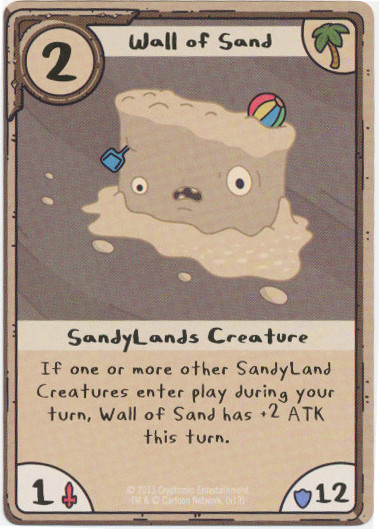 2
Wall of Sand
SandyLands Creature
If one or more other SandyLand
Creatures enter play during your
turn, Wall of Sand has +2 ATK
this turn.
© 2013 Cryptozoic Entertainment
TM & © Cartoon Network. (s13)
1
12